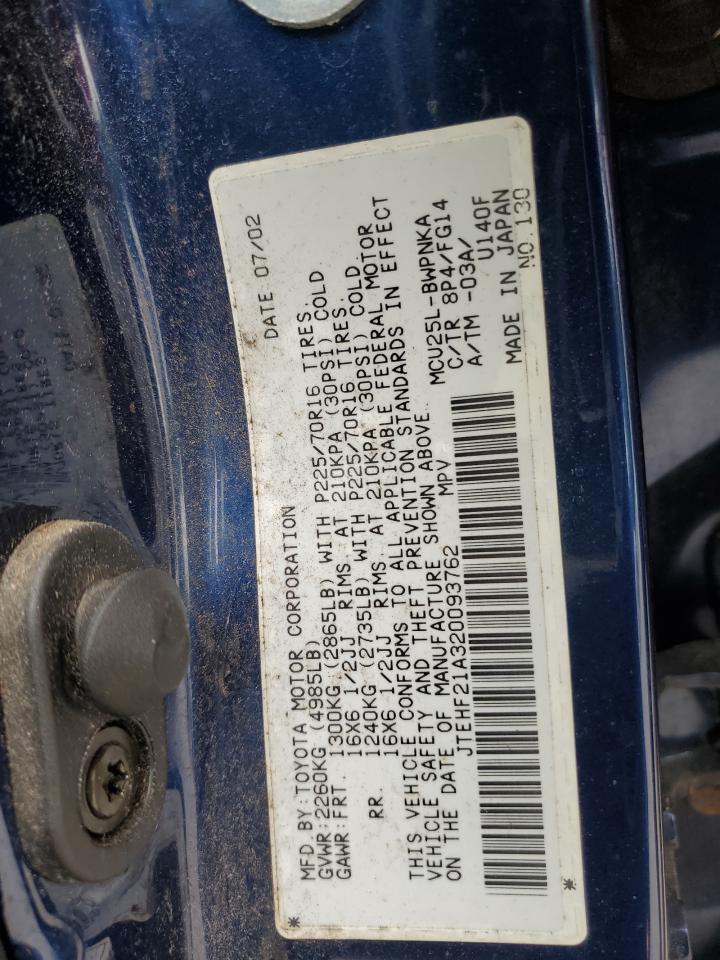 DATE 07/02
MFD. BY: TOYOTA MOTOR CORPORATION
GVWR: 2260KG (4985LB)
GAWR: FRT. 1300KG (2865LB) WITH P225/70R16 TIRES.
16X6 1/2JJ RIMS. AT 210KPA (30PSI) COLD
RR. 1240KG (2735LB) WITH P225/70R16 TIRES.
16X6 1/2JJ RIMS. AT 210KPA (30PSI) COLD.
THIS VEHICLE CONFORMS TO ALL APPLICABLE FEDERAL MOTOR
VEHICLE SAFETY AND THEFT PREVENTION STANDARDS IN EFFECT
ON THE DATE OF MANUFACTURE SHOWN ABOVE.
JTEHF21A320093762 MPV
MCU25L-BWPNKA
C/TR 8P4/FG14
A/TM -03A/
U140F
MADE IN JAPAN
NO. 130